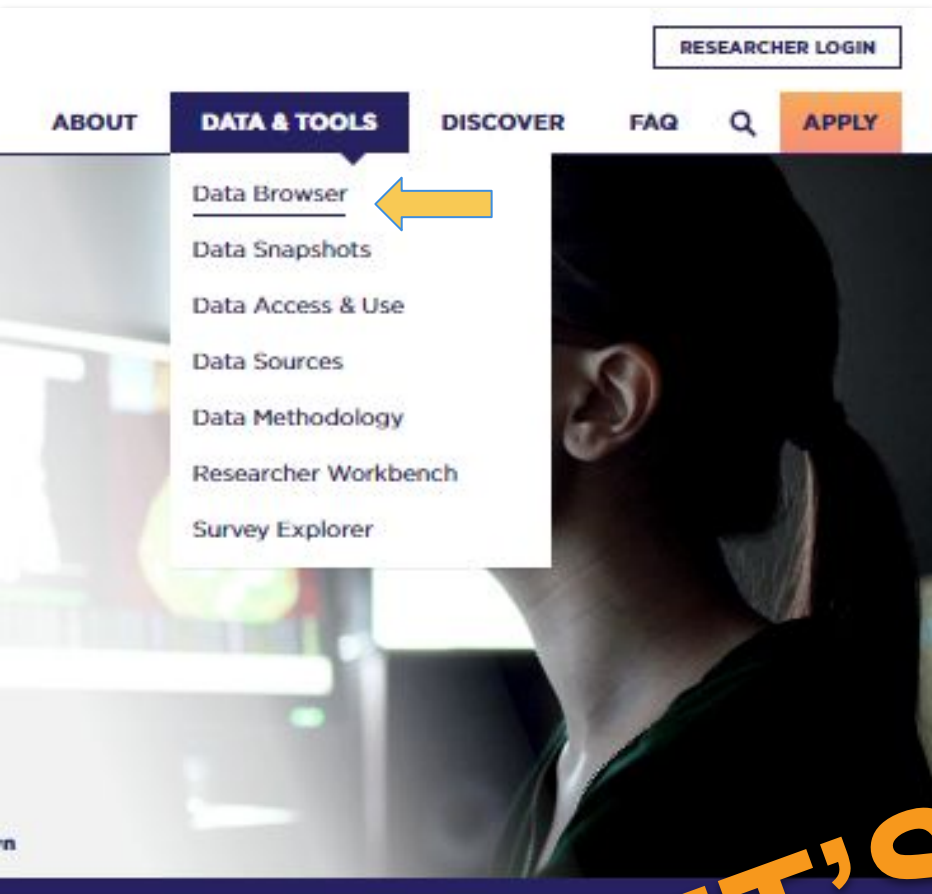 RESEARCHER LOGIN
ABOUT DATA & TOOLS DISCOVER FAQ APPLY
Data Browser
Data Snapshots
Data Access & Use
Data Sources
Data Methodology
Researcher Workbench
Survey Explorer